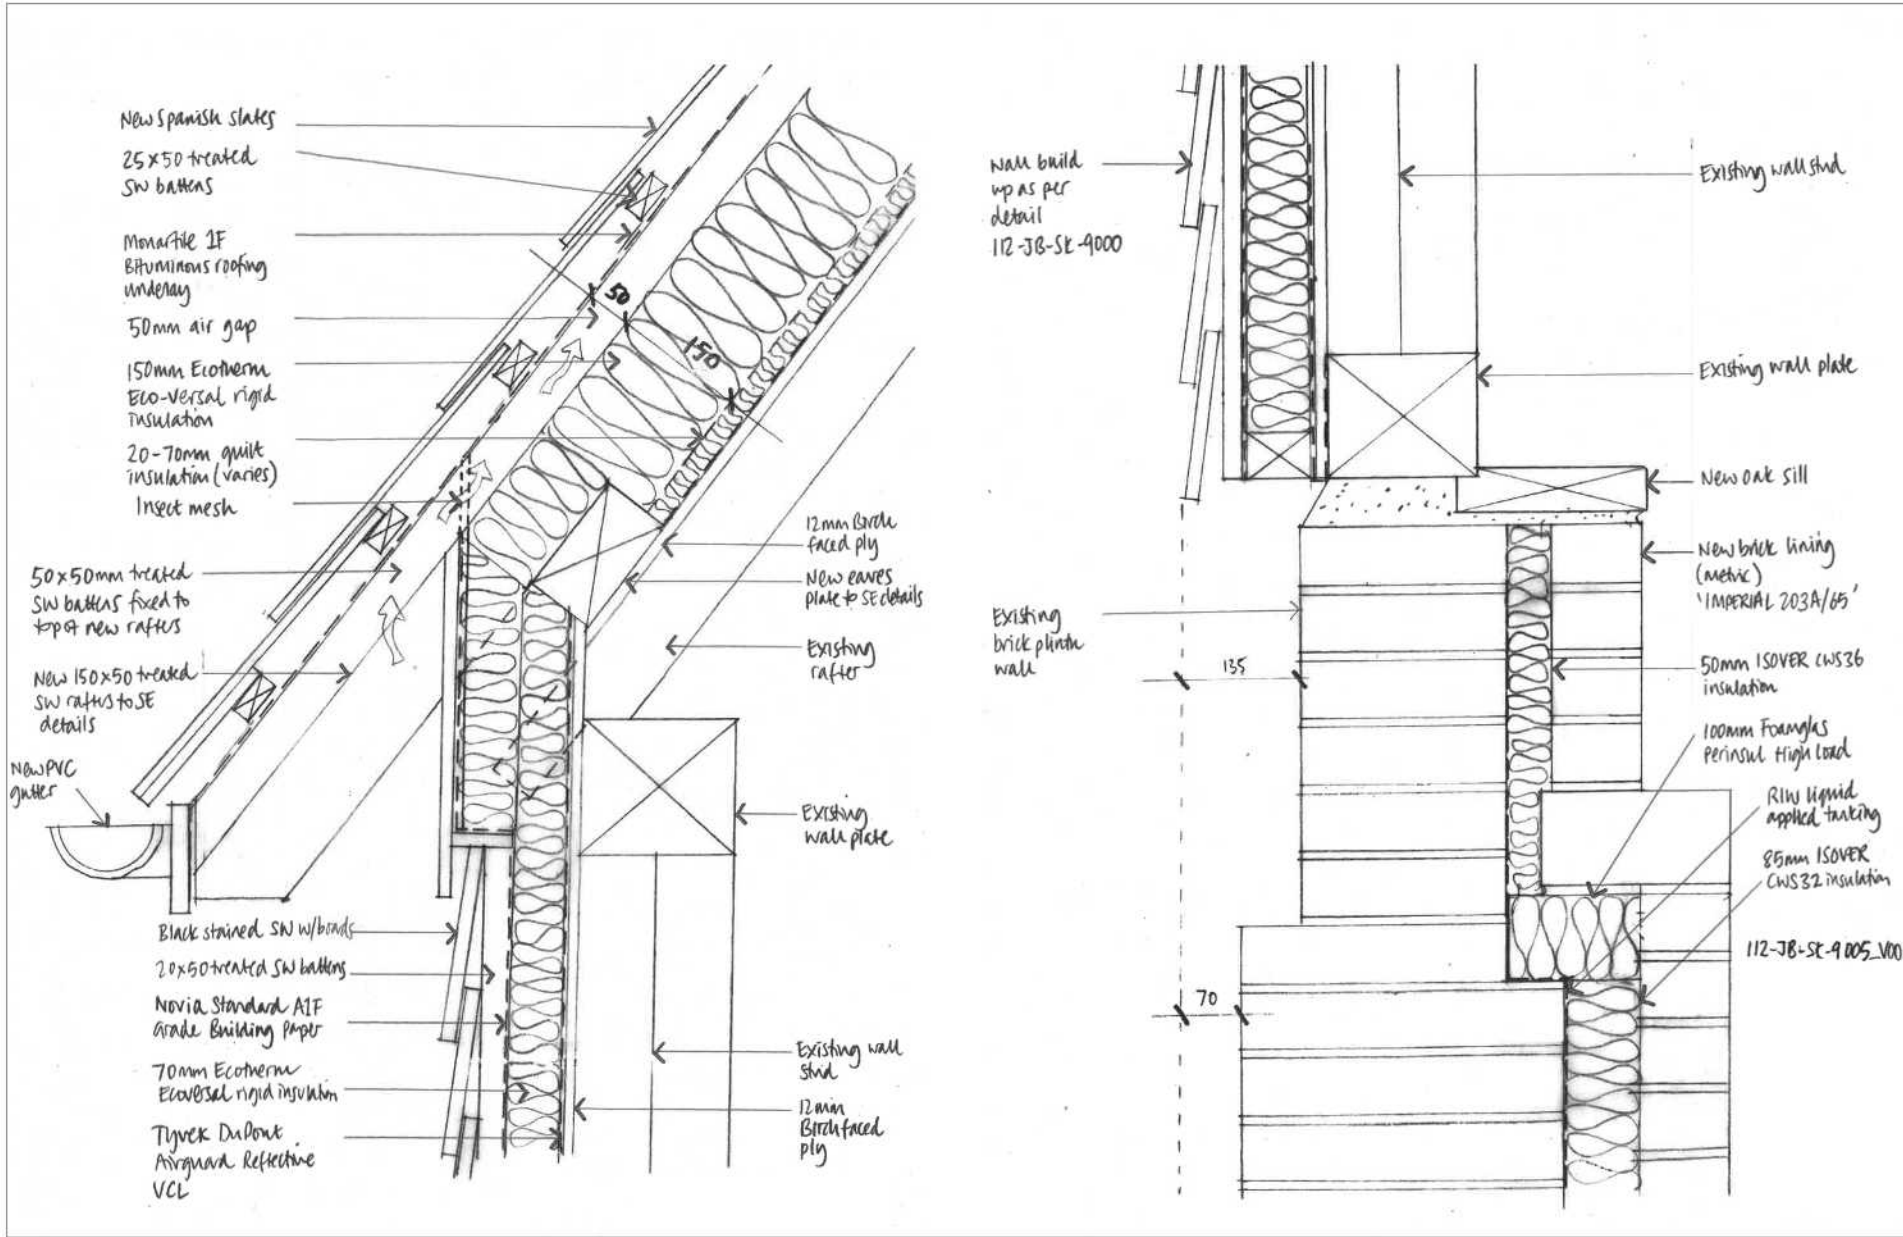 New Spanish slates
25x50 treated
SW battens
Monartile 1F
Bituminous roofing
underlay
50mm air gap
150mm Ecotherm
Eco-versal rigid
insulation
20-70mm quilt
insulation (varies)
Insect mesh
50x50mm treated
SW battens fixed to
top of new rafters
New 150x50 treated
SW rafters to SE
details
New PVC
gutter
50
150
12mm Birch
faced ply
New eaves
plate to SE details
Existing
rafter
Existing
wall plate
Black stained SW w/boards
20x50 treated SW battens
Novia Standard A1F
Grade Building Paper
70mm Ecotherm
Ecoversal rigid insulation
Tyvek DuPont
Airguard Reflective
VCL
Existing wall
stud
12mm
Birch faced
ply
Wall build
up as per
detail
112-JB-SK-9000
Existing wall stud
Existing wall plate
New oak sill
New brick lining
(metric)
'IMPERIAL 203A/65'
Existing
brick plinth
wall
135
50mm ISOVER CWS36
insulation
100mm Foamglas
Perinsul High Load
RIW liquid
applied tanking
85mm ISOVER
CWS32 insulation
112-JB-SK-9005_V00
70